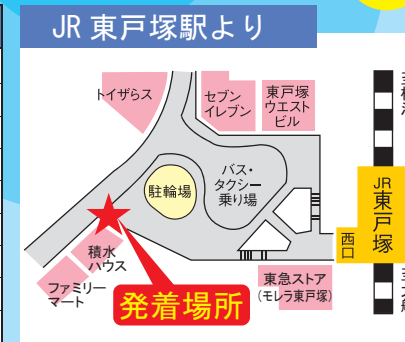 JR 東戸塚駅より
トイザらス
セブン
イレブン
東戸塚
ウエスト
ビル
バス・
タクシー
乗り場
駐輪場
JR
東戸塚
西口
積水
ハウス
ファミリー
マート
発着場所
東急ストア
(モレラ東戸塚)